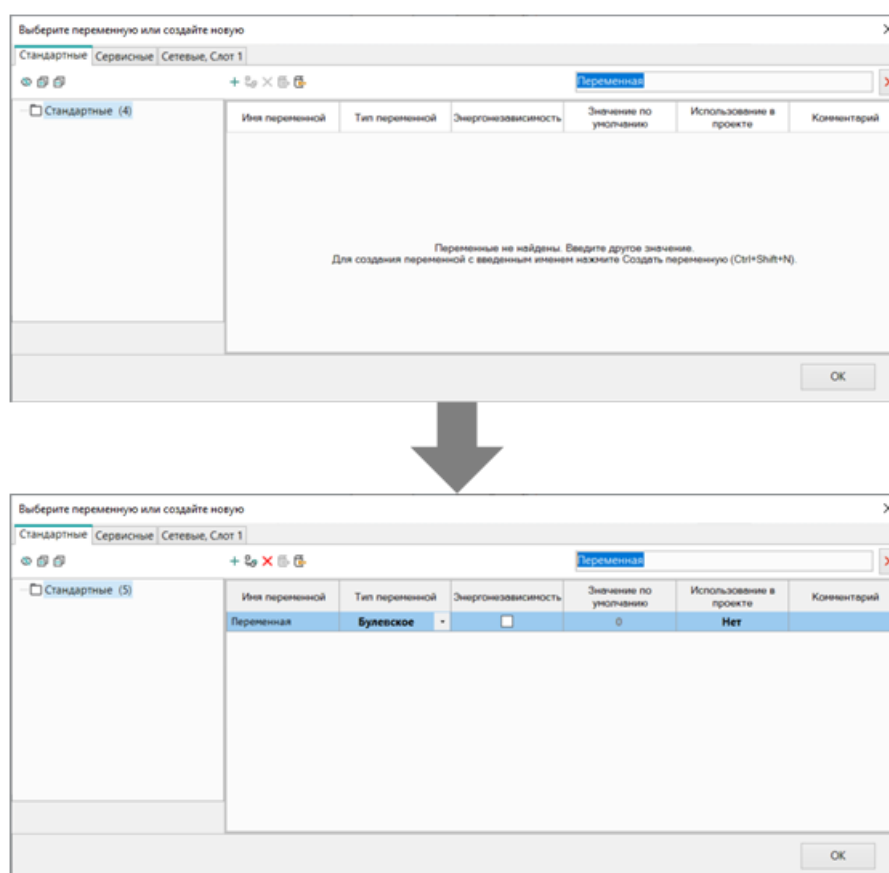 Выберите переменную или создайте новую
Стандартные Сервисные Сетевые, Слот 1
Переменная
Стандартные (4)
Имя переменной Тип переменной Энергонезависимость Значение по умолчанию Использование в проекте Комментарий
Переменные не найдены. Введите другое значение.
Для создания переменной с введенным именем нажмите Создать переменную (Ctrl+Shift+N).
OK
Выберите переменную или создайте новую
Стандартные Сервисные Сетевые, Слот 1
Переменная
Стандартные (5)
Имя переменной Тип переменной Энергонезависимость Значение по умолчанию Использование в проекте Комментарий
Переменная Булевское 0 Нет
OK